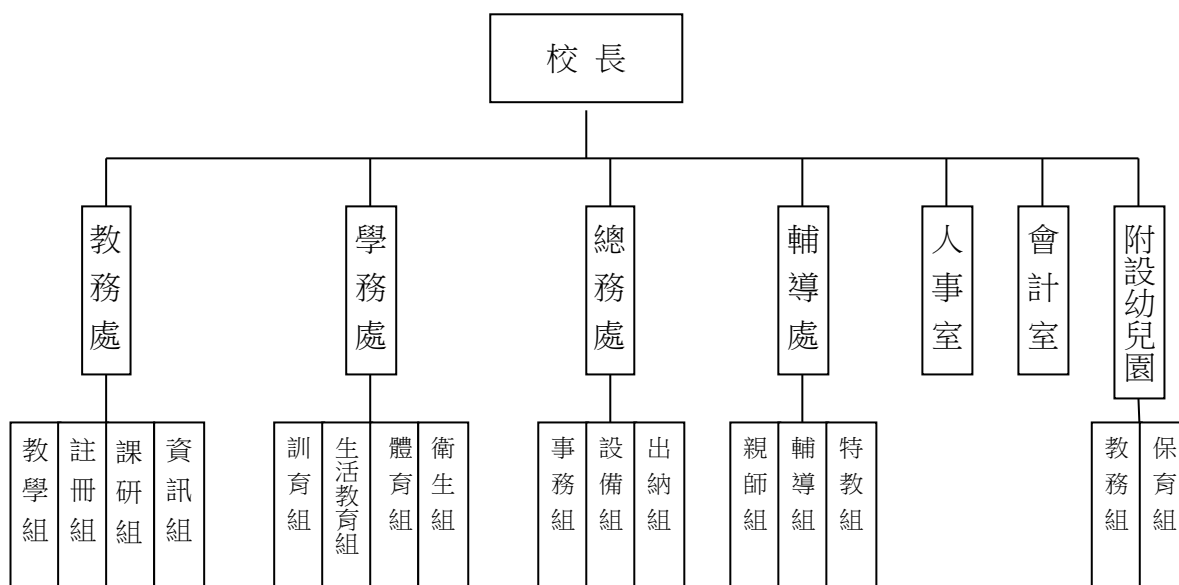 校長
教務處
學務處
總務處
輔導處
人事室
會計室
附設幼兒園
教學組
註冊組
課研組
資訊組
訓育組
生活教育組
體育組
衛生組
事務組
設備組
出納組
親師組
輔導組
特教組
教務組
保育組